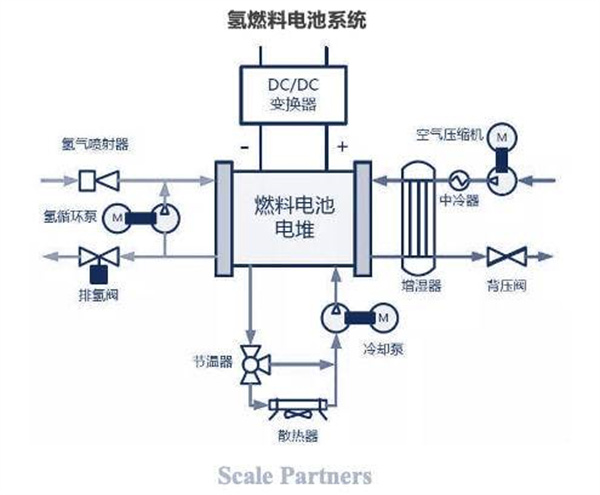 氢燃料电池系统
DC/DC
变换器
空气压缩机
M
氢气喷射器
-
+
中冷器
燃料电池
电堆
氢循环泵
M
排氢阀
增湿器
背压阀
M
冷却泵
节温器
散热器
Scale Partners